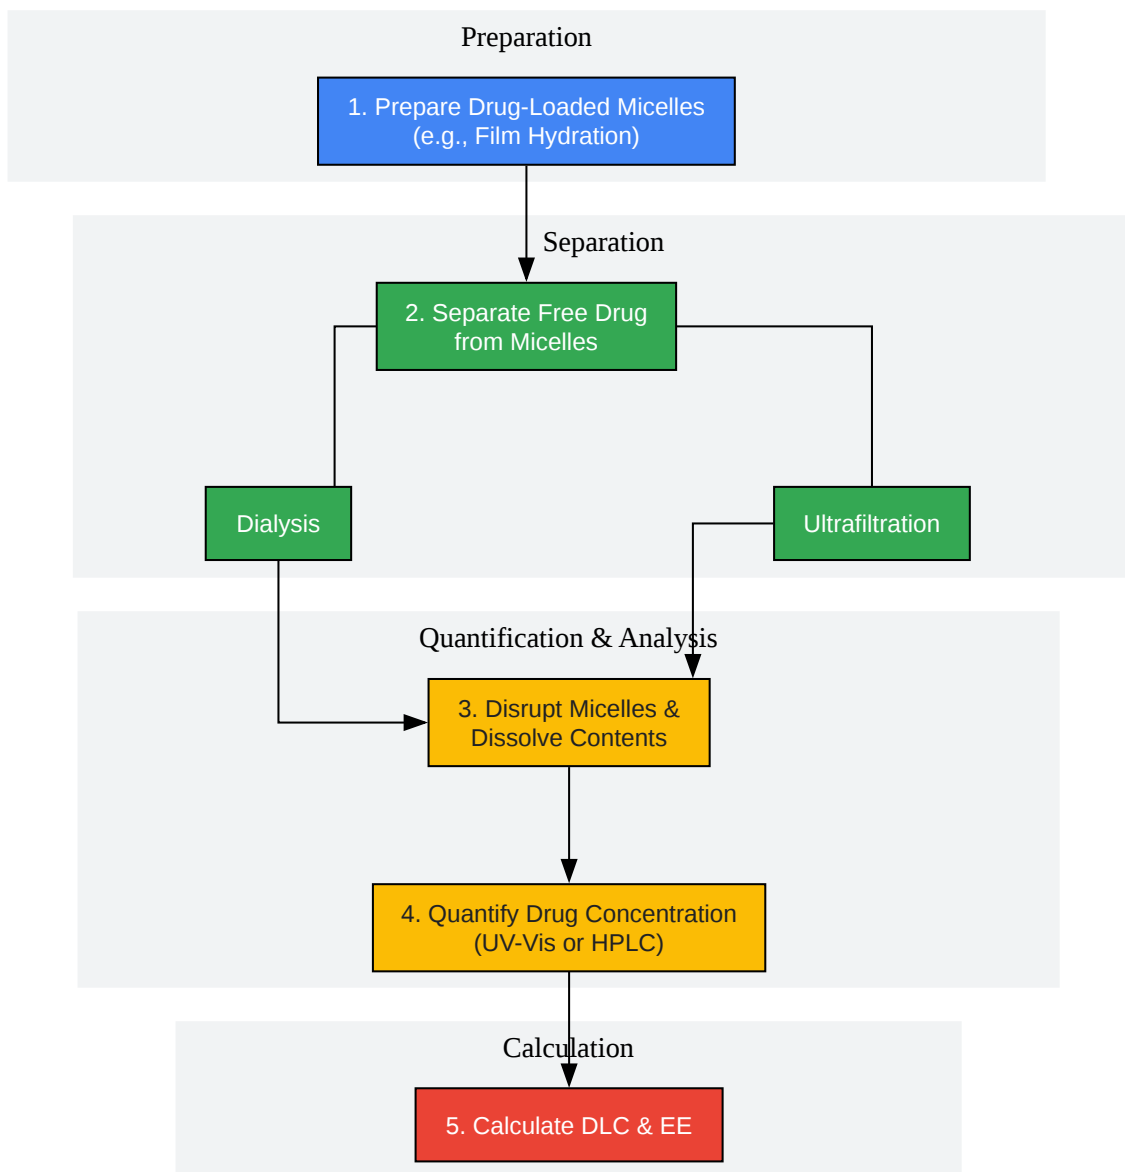 Preparation
1. Prepare Drug-Loaded Micelles
(e.g., Film Hydration)
Separation
2. Separate Free Drug
from Micelles
Dialysis
Ultrafiltration
Quantification & Analysis
3. Disrupt Micelles &
Dissolve Contents
4. Quantify Drug Concentration
(UV-Vis or HPLC)
Calculation
5. Calculate DLC & EE